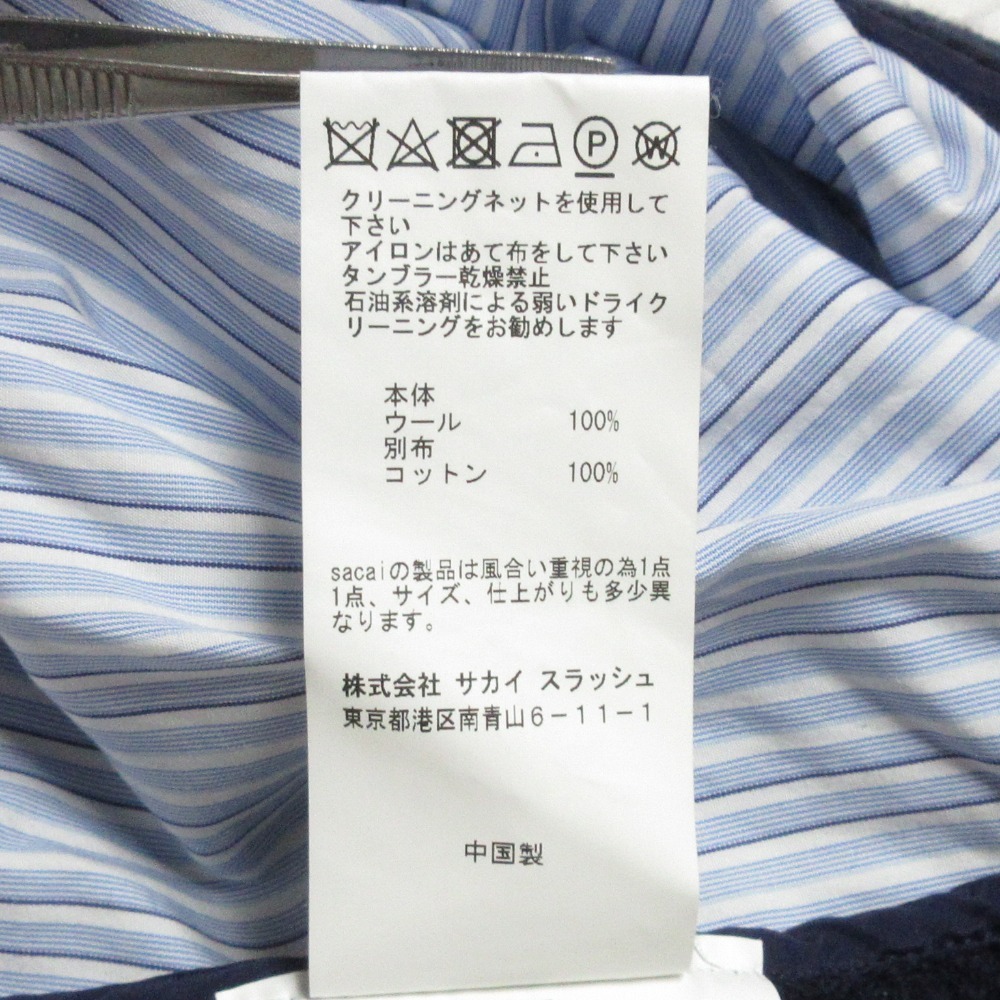 P W
クリーニングネットを使用して
下さい
アイロンはあて布をして下さい
タンブラー乾燥禁止
石油系溶剤による弱いドライク
リーニングをお勧めします
本体
ウール 100%
別布
コットン 100%
sacaiの製品は風合い重視の為1点
1点、サイズ、仕上がりも多少異
なります。
株式会社 サカイ スラッシュ
東京都港区南青山6-11-1
中国製